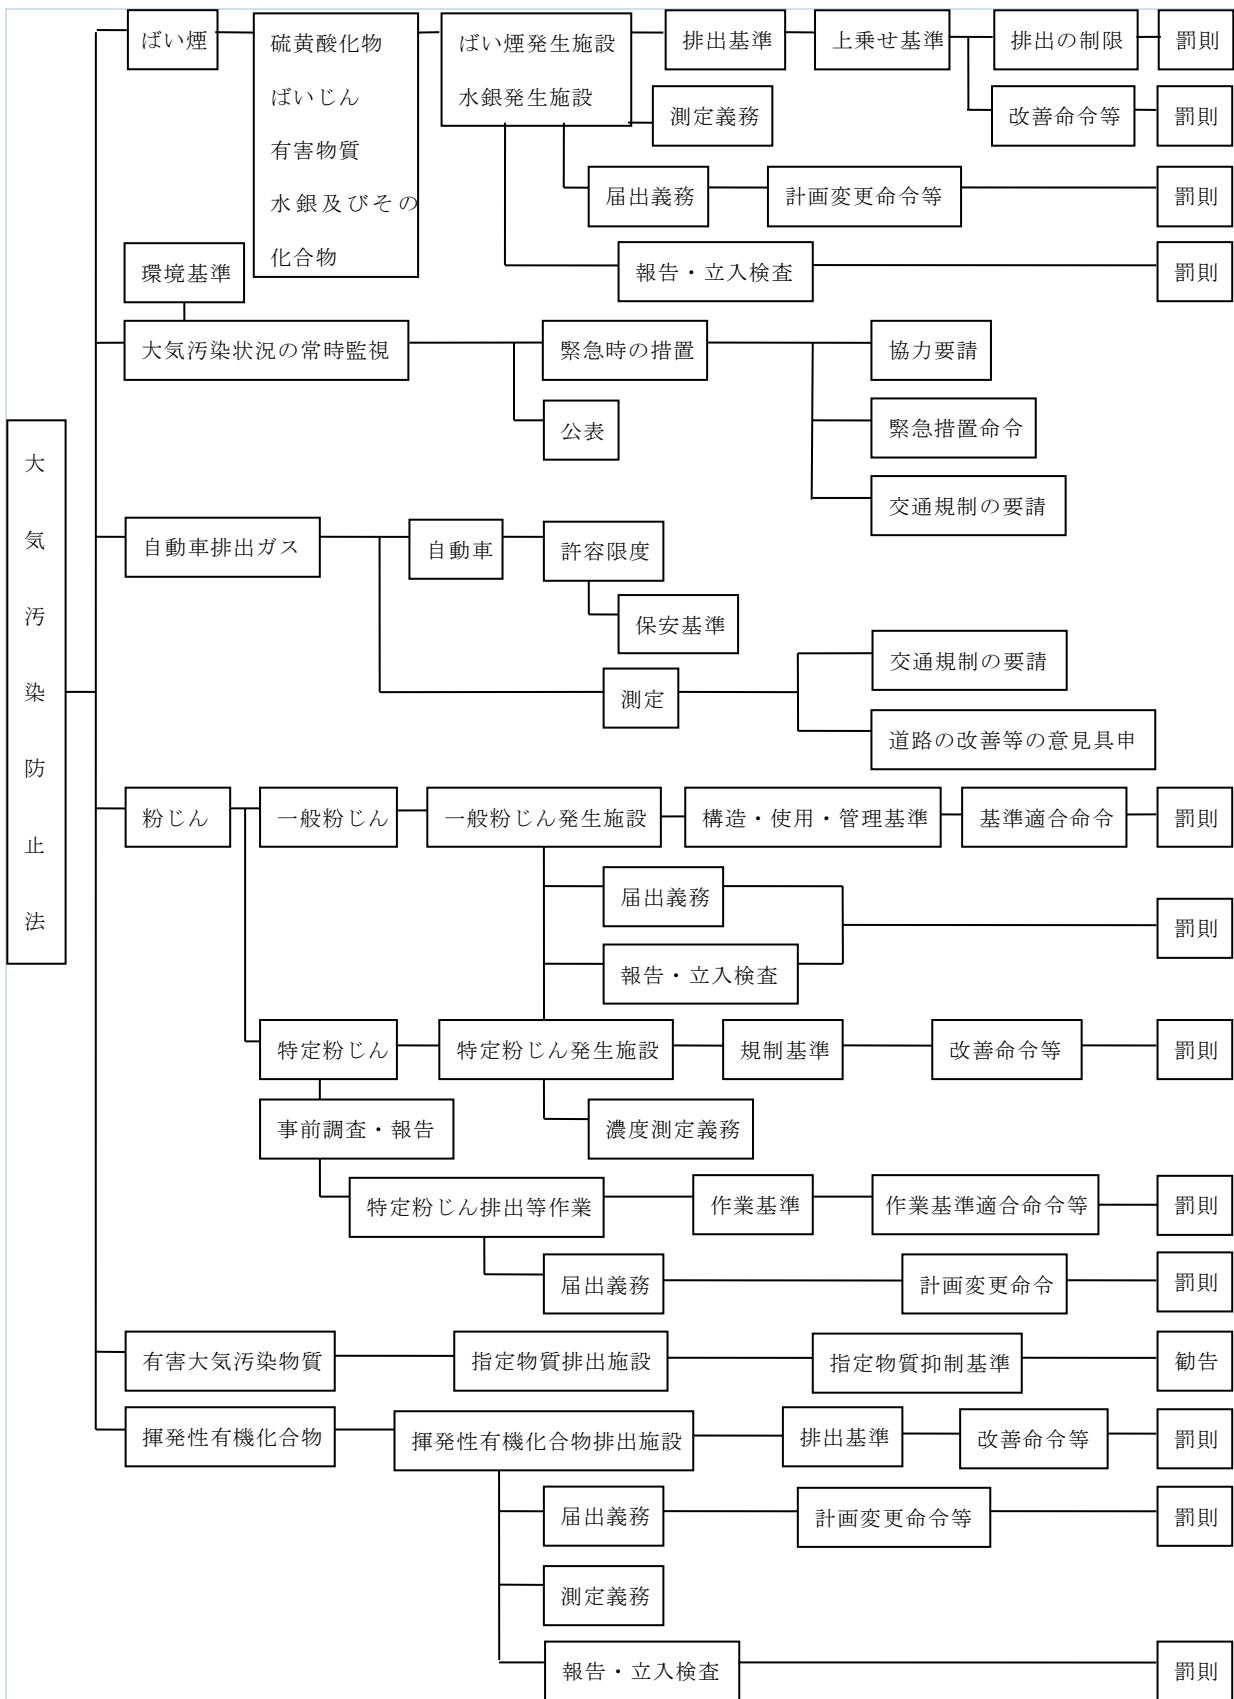 大気汚染防止法
ばい煙
硫黄酸化物
ばいじん
有害物質
水銀及びその
化合物
ばい煙発生施設
水銀発生施設
排出基準
上乗せ基準
排出の制限
罰則
測定義務
改善命令等
罰則
届出義務
計画変更命令等
罰則
報告・立入検査
罰則
環境基準
大気汚染状況の常時監視
緊急時の措置
協力要請
公表
緊急措置命令
交通規制の要請
自動車排出ガス
自動車
許容限度
保安基準
測定
交通規制の要請
道路の改善等の意見具申
粉じん
一般粉じん
一般粉じん発生施設
構造・使用・管理基準
基準適合命令
罰則
届出義務
報告・立入検査
罰則
特定粉じん
特定粉じん発生施設
規制基準
改善命令等
罰則
事前調査・報告
濃度測定義務
特定粉じん排出等作業
作業基準
作業基準適合命令等
罰則
届出義務
計画変更命令
罰則
有害大気汚染物質
指定物質排出施設
指定物質抑制基準
勧告
揮発性有機化合物
揮発性有機化合物排出施設
排出基準
改善命令等
罰則
届出義務
計画変更命令等
罰則
測定義務
報告・立入検査
罰則